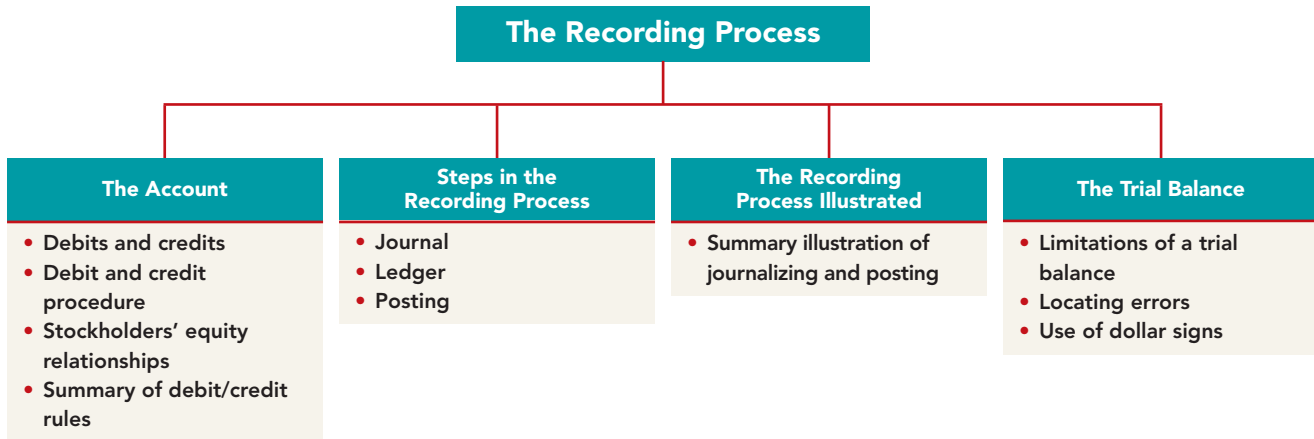 The Recording Process
The Account
• Debits and credits
• Debit and credit
procedure
• Stockholders' equity
relationships
• Summary of debit/credit
rules
Steps in the
Recording Process
• Journal
• Ledger
• Posting
The Recording
Process Illustrated
• Summary illustration of
journalizing and posting
The Trial Balance
• Limitations of a trial
balance
• Locating errors
• Use of dollar signs